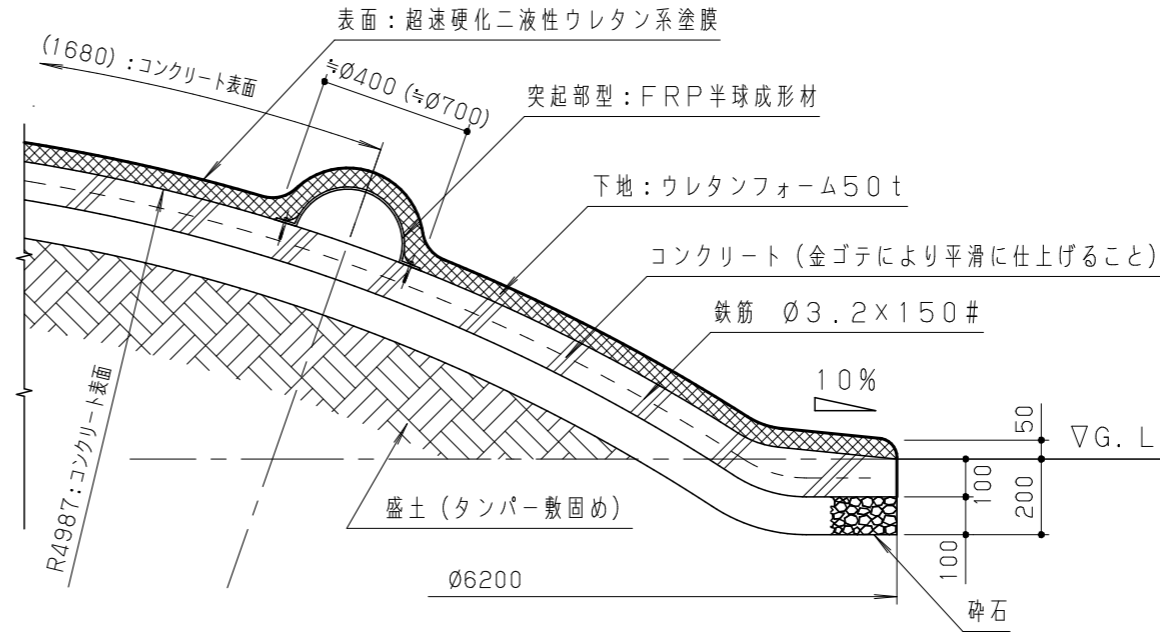 表面：超速硬化二液性ウレタン系塗膜
(1680)：コンクリート表面
≒Ø400(≒Ø700)
突起部型：FRP半球成形材
下地：ウレタンフォーム50t
コンクリート（金ゴテにより平滑に仕上げること）
鉄筋 Ø3.2×150#
10%
50
▽G.L
100
200
100
R4987：コンクリート表面
盛土（タンパー敷固め）
Ø6200
砕石